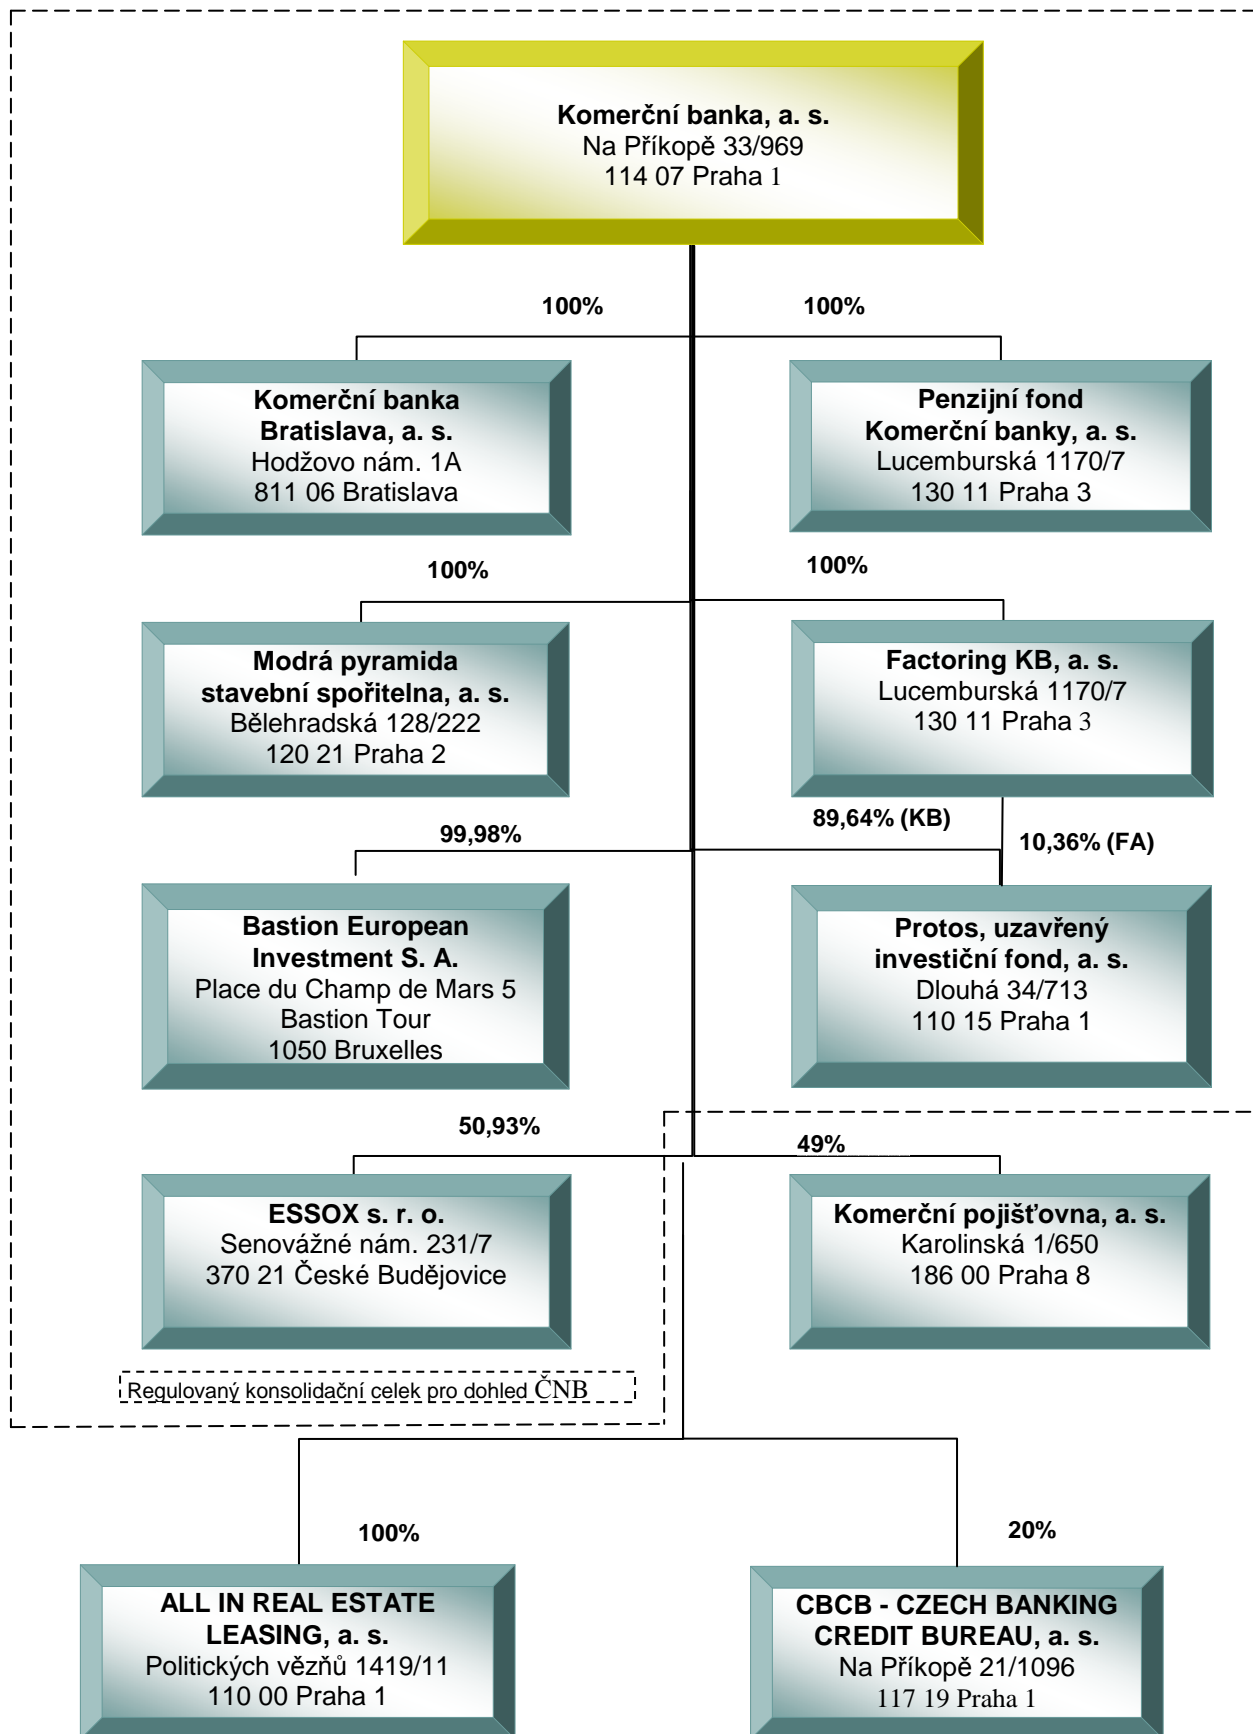 Komerční banka, a. s.
Na Příkopě 33/969
114 07 Praha 1
100%
100%
Komerční banka
Bratislava, a. s.
Hodžovo nám. 1A
811 06 Bratislava
Penzijní fond
Komerční banky, a. s.
Lucemburská 1170/7
130 11 Praha 3
100%
100%
Modrá pyramida
stavební spořitelna, a. s.
Bělehradská 128/222
120 21 Praha 2
Factoring KB, a. s.
Lucemburská 1170/7
130 11 Praha 3
99,98%
89,64% (KB)
10,36% (FA)
Bastion European
Investment S. A.
Place du Champ de Mars 5
Bastion Tour
1050 Bruxelles
Protos, uzavřený
investiční fond, a. s.
Dlouhá 34/713
110 15 Praha 1
50,93%
49%
ESSOX s. r. o.
Senovážné nám. 231/7
370 21 České Budějovice
Komerční pojišťovna, a. s.
Karolinská 1/650
186 00 Praha 8
Regulovaný konsolidační celek pro dohled ČNB
100%
20%
ALL IN REAL ESTATE
LEASING, a. s.
Politických vězňů 1419/11
110 00 Praha 1
CBCB - CZECH BANKING
CREDIT BUREAU, a. s.
Na Příkopě 21/1096
117 19 Praha 1